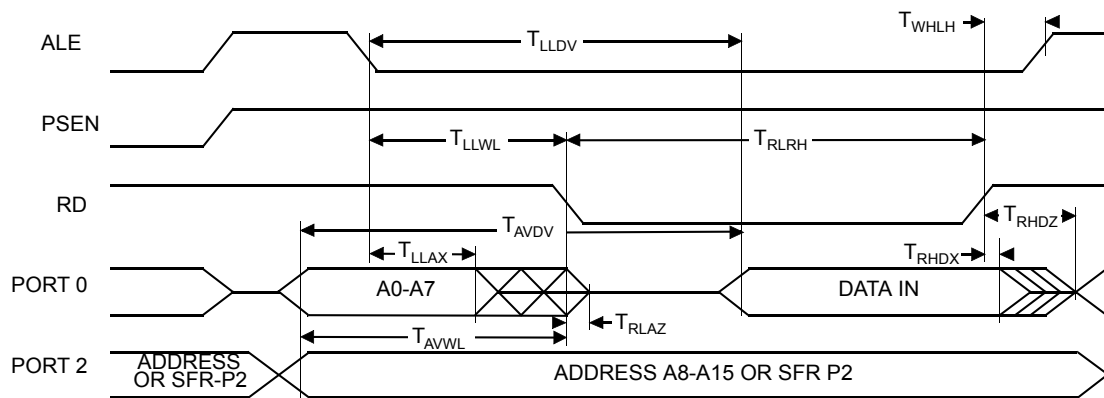 ALE
T_WHLH
T_LLDV
PSEN
T_LLWL
T_RLRH
RD
T_AVDV
T_RHDZ
T_LLAX
T_RHDX
PORT 0
A0-A7
DATA IN
T_RLAZ
T_AVWL
PORT 2
ADDRESS
OR SFR-P2
ADDRESS A8-A15 OR SFR P2